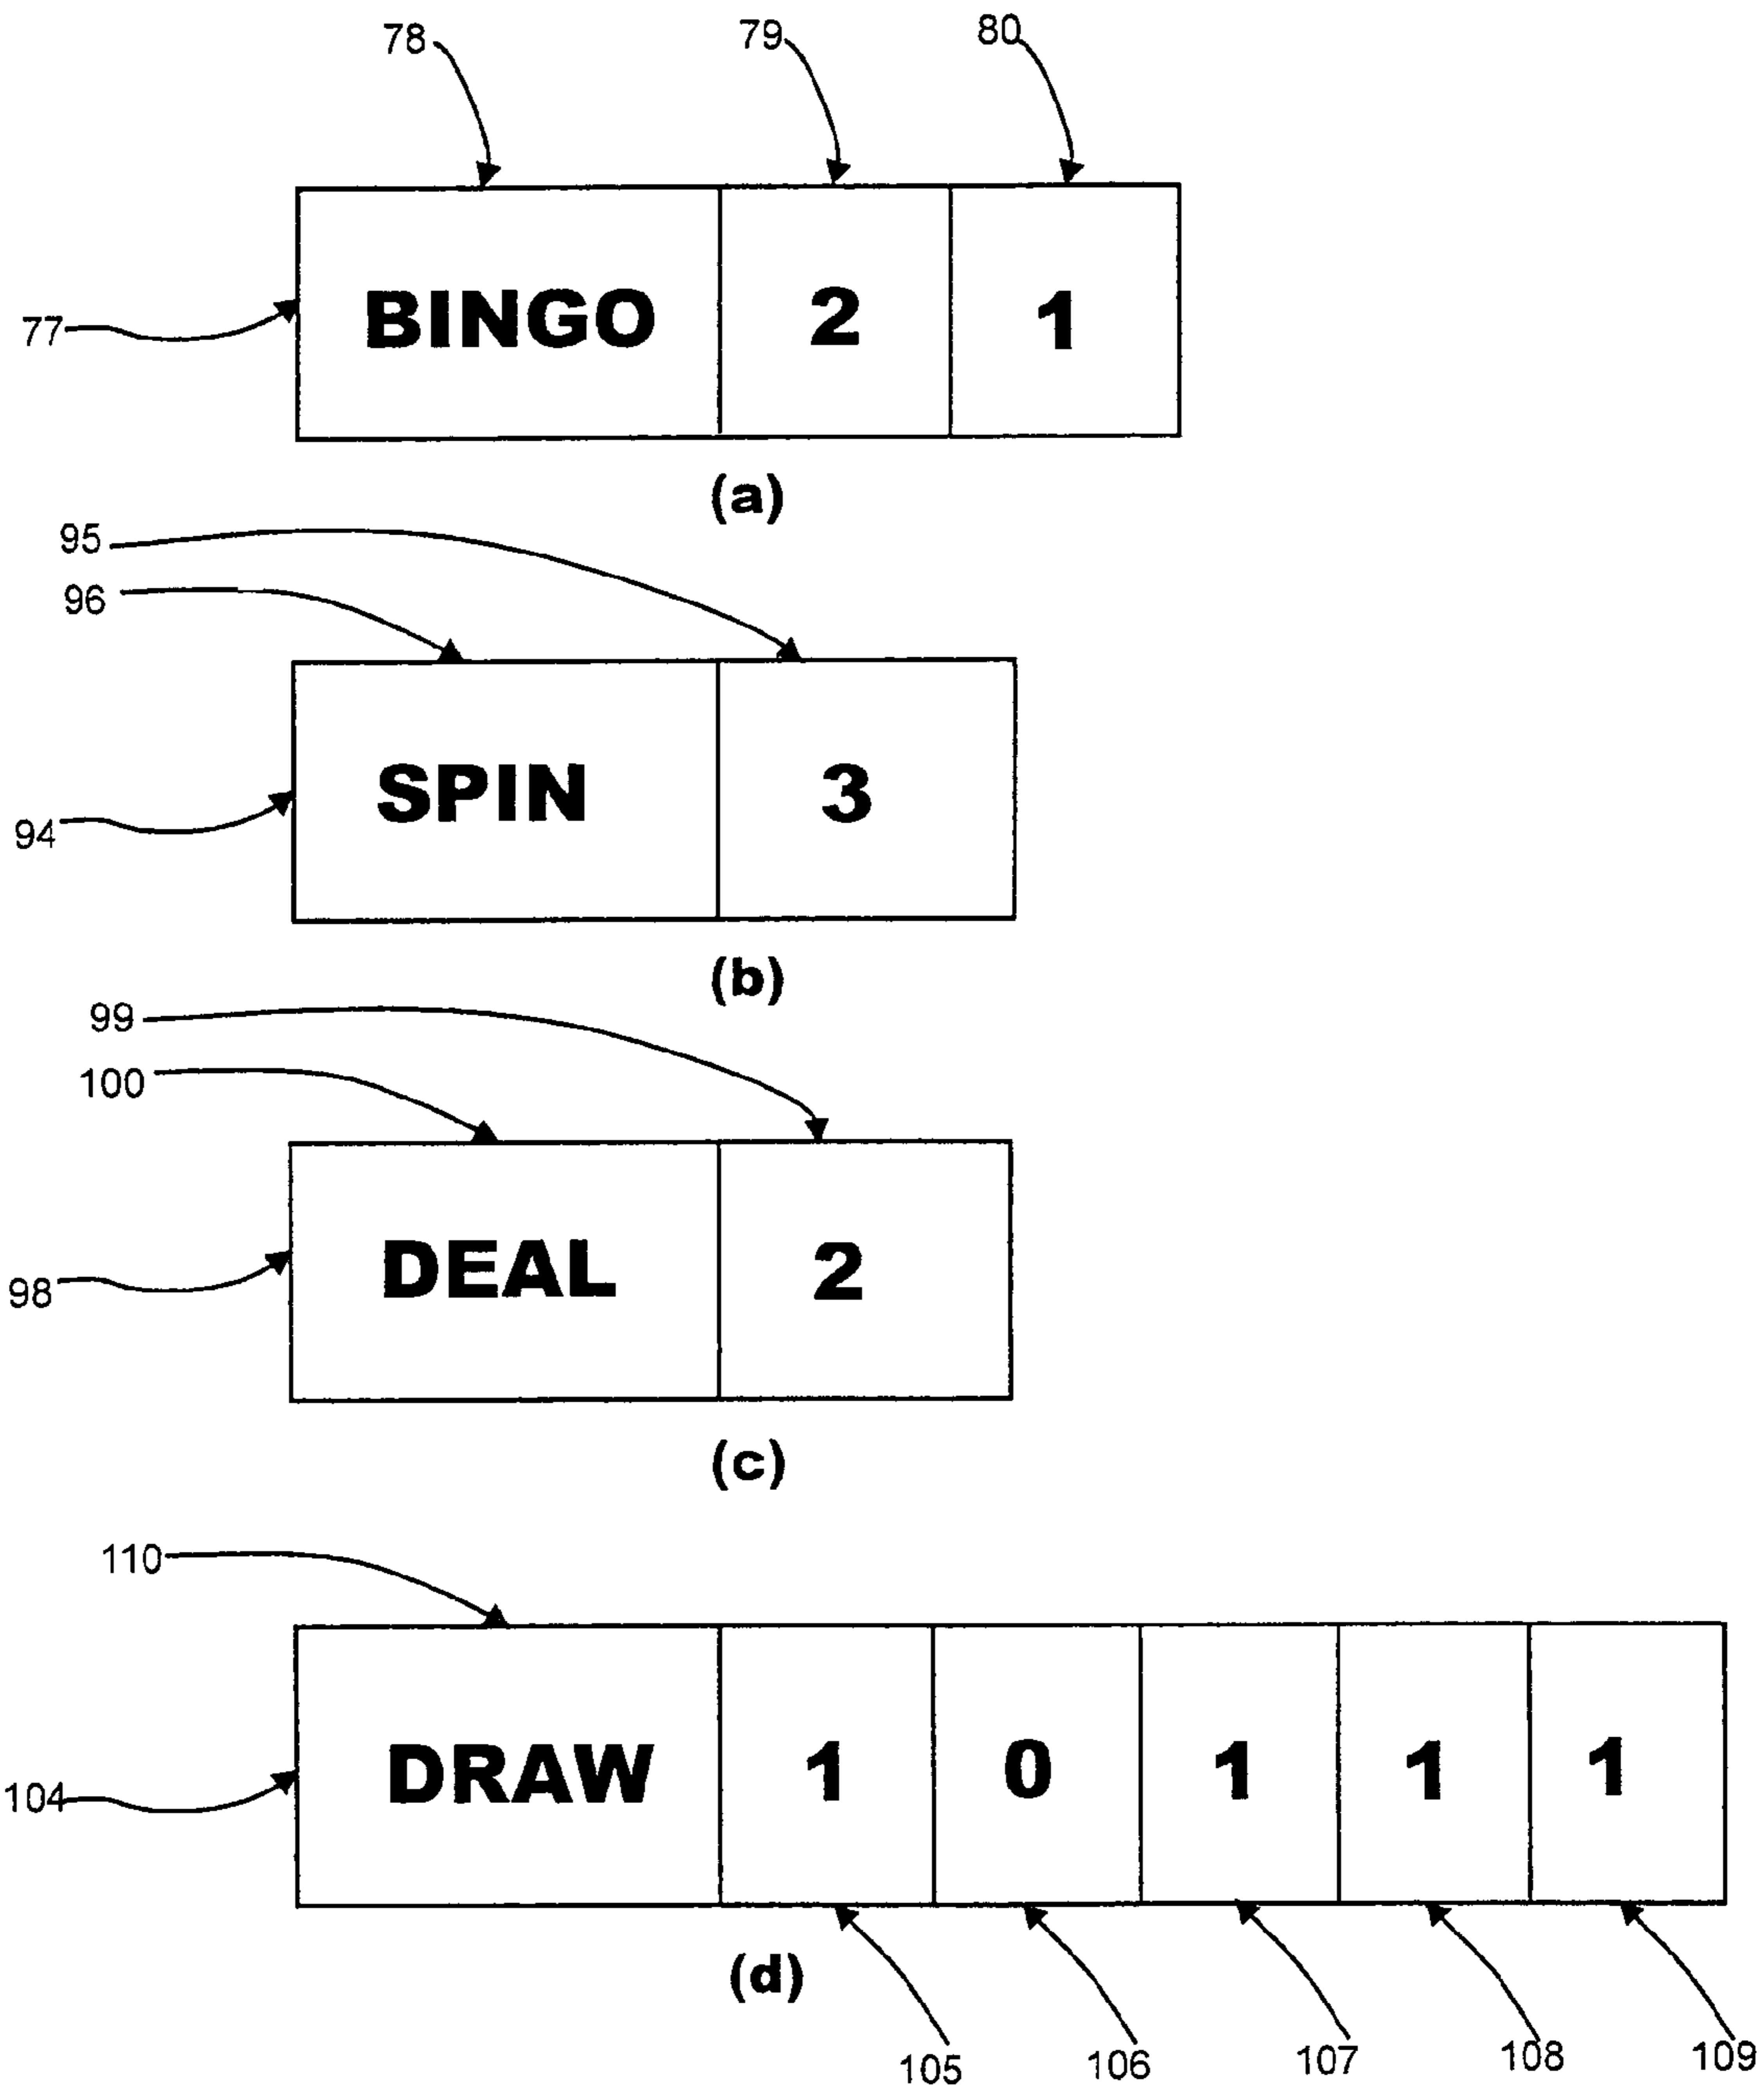 78 79 80
77 BINGO 2 1
(a)
95
96
94 SPIN 3
(b)
99
100
98 DEAL 2
(c)
110
104 DRAW 1 0 1 1 1
(d)
105 106 107 108 109